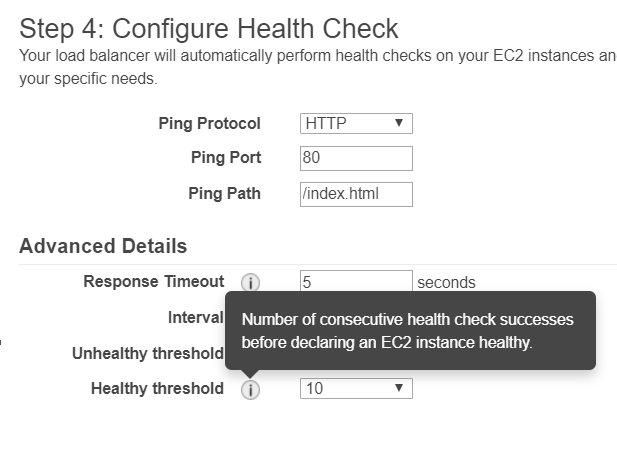 Step 4: Configure Health Check
Your load balancer will automatically perform health checks on your EC2 instances an
your specific needs.
Ping Protocol HTTP
Ping Port 80
Ping Path /index.html
Advanced Details
Response Timeout i 5 seconds
Interval
Number of consecutive health check successes
before declaring an EC2 instance healthy.
Unhealthy threshold
Healthy threshold i 10